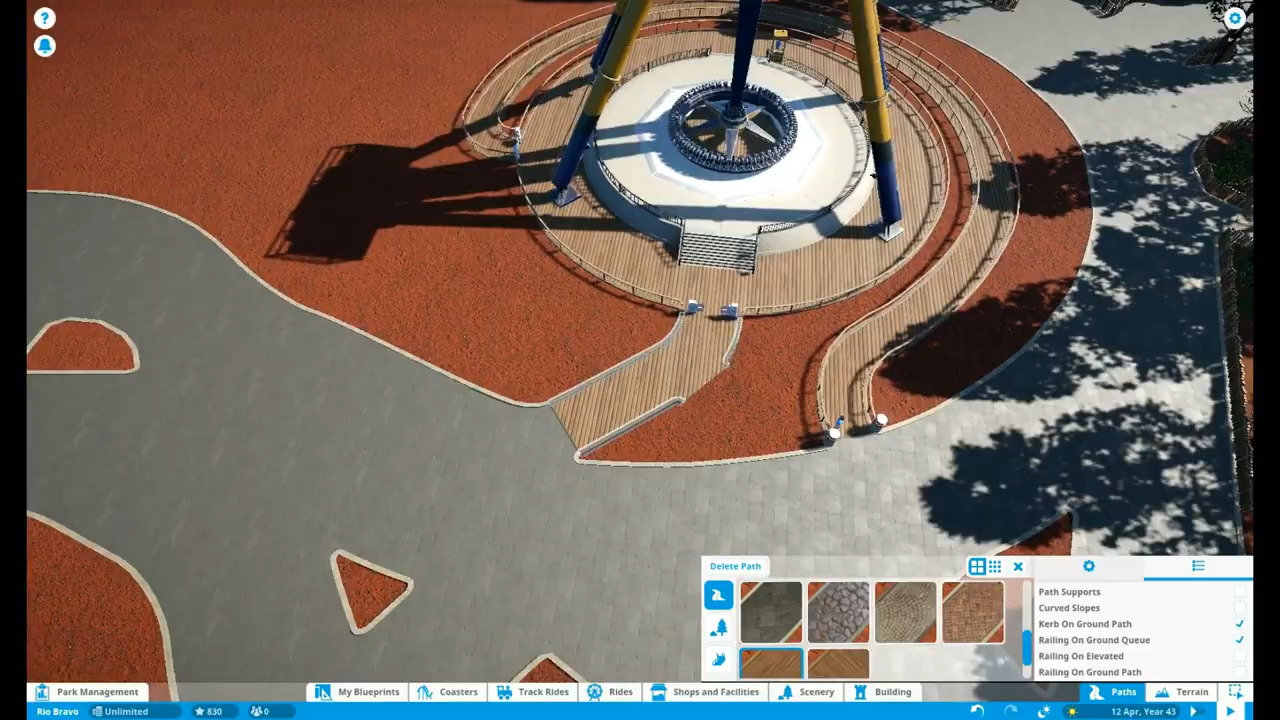 ?
Delete Path
Path Supports
Curved Slopes
Kerb On Ground Path
Railing On Ground Queue
Railing On Elevated
Railing On Ground Path
Park Management
My Blueprints
Coasters
Track Rides
Rides
Shops and Facilities
Scenery
Building
Paths
Terrain
Rio Bravo
Unlimited
830
0
12 Apr, Year 43